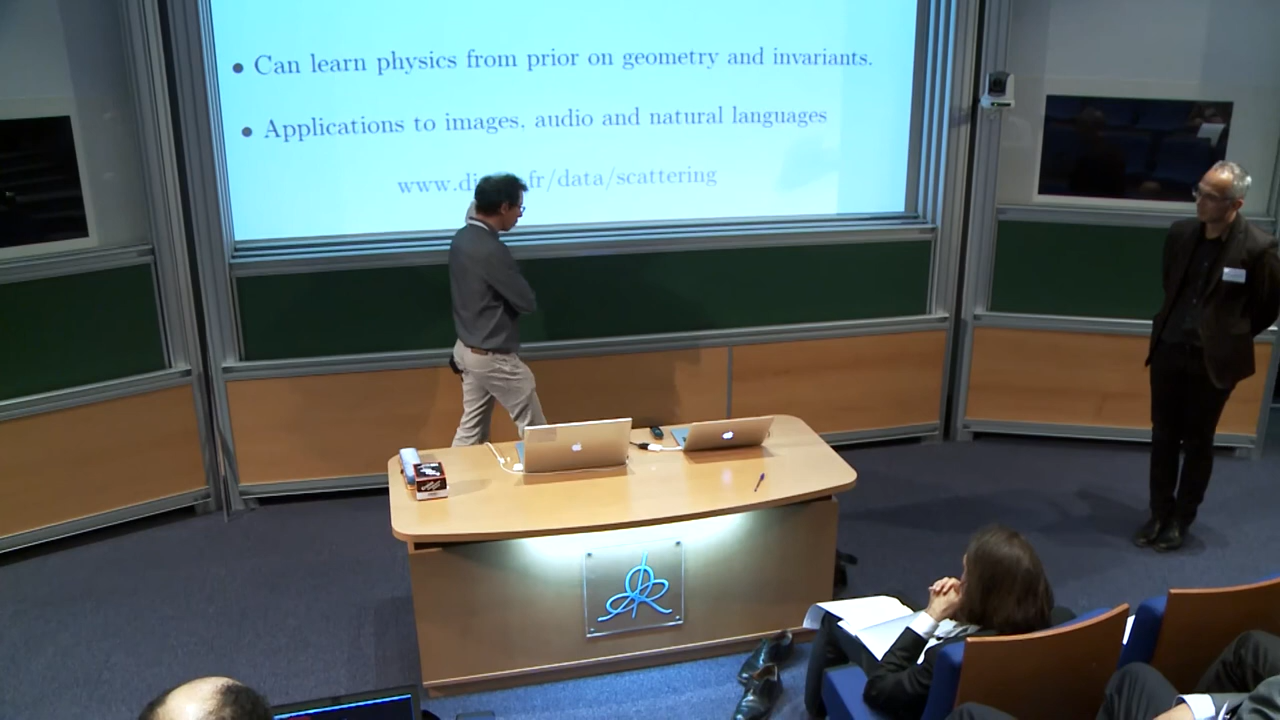 • Can learn physics from prior on geometry and invariants.
• Applications to images, audio and natural languages
fr/data/scattering